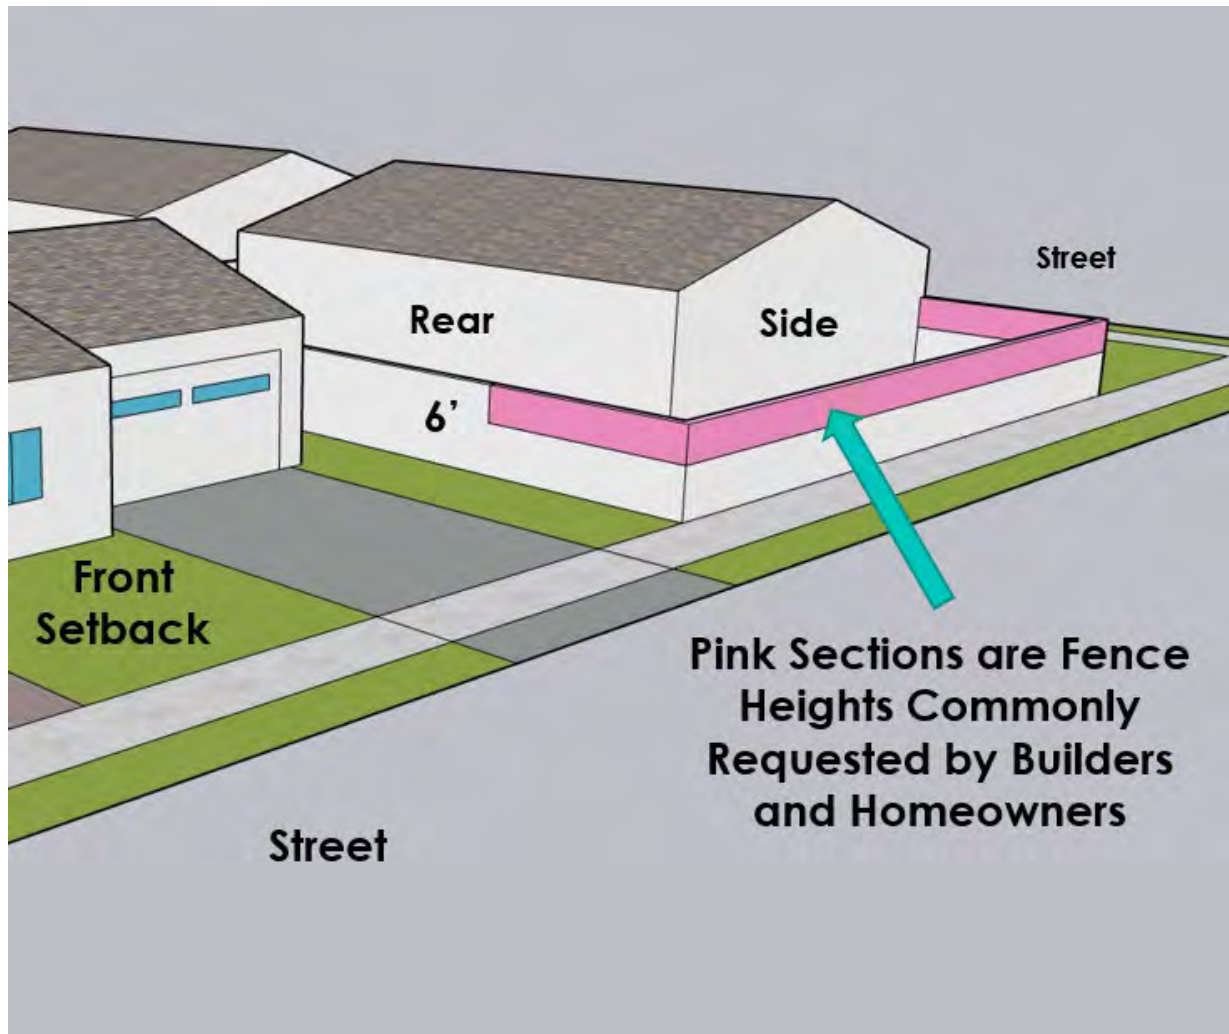 Street
Rear
Side
6’
Front
Setback
Pink Sections are Fence
Heights Commonly
Requested by Builders
and Homeowners
Street